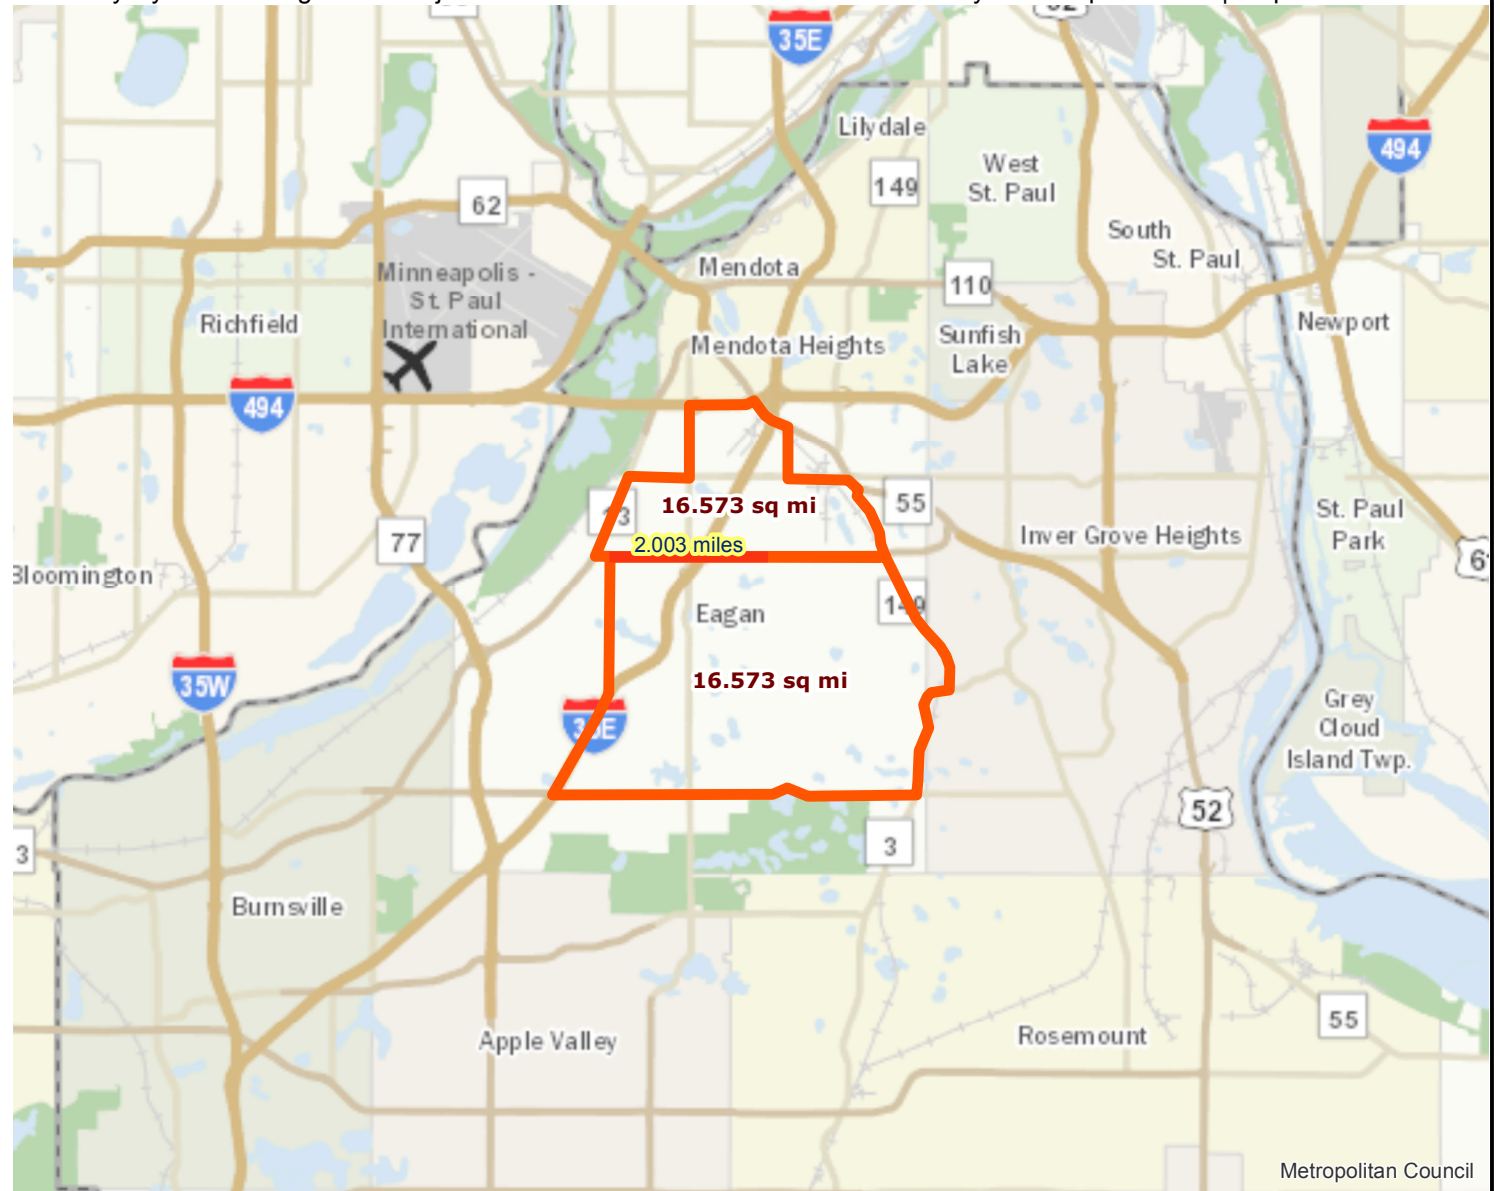 35E
Lilydale
494
West
St. Paul
149
62
South
St. Paul
Mendota
Minneapolis -
St. Paul
International
110
Richfield
Newport
Sunfish
Lake
Mendota Heights
494
55
16.573 sq mi
St. Paul
Park
77
2.003 miles
Inver Grove Heights
Bloomington
149
Eagan
35W
16.573 sq mi
Grey
Cloud
Island Twp.
35E
52
3
3
Burnsville
55
Apple Valley
Rosemount
Metropolitan Council